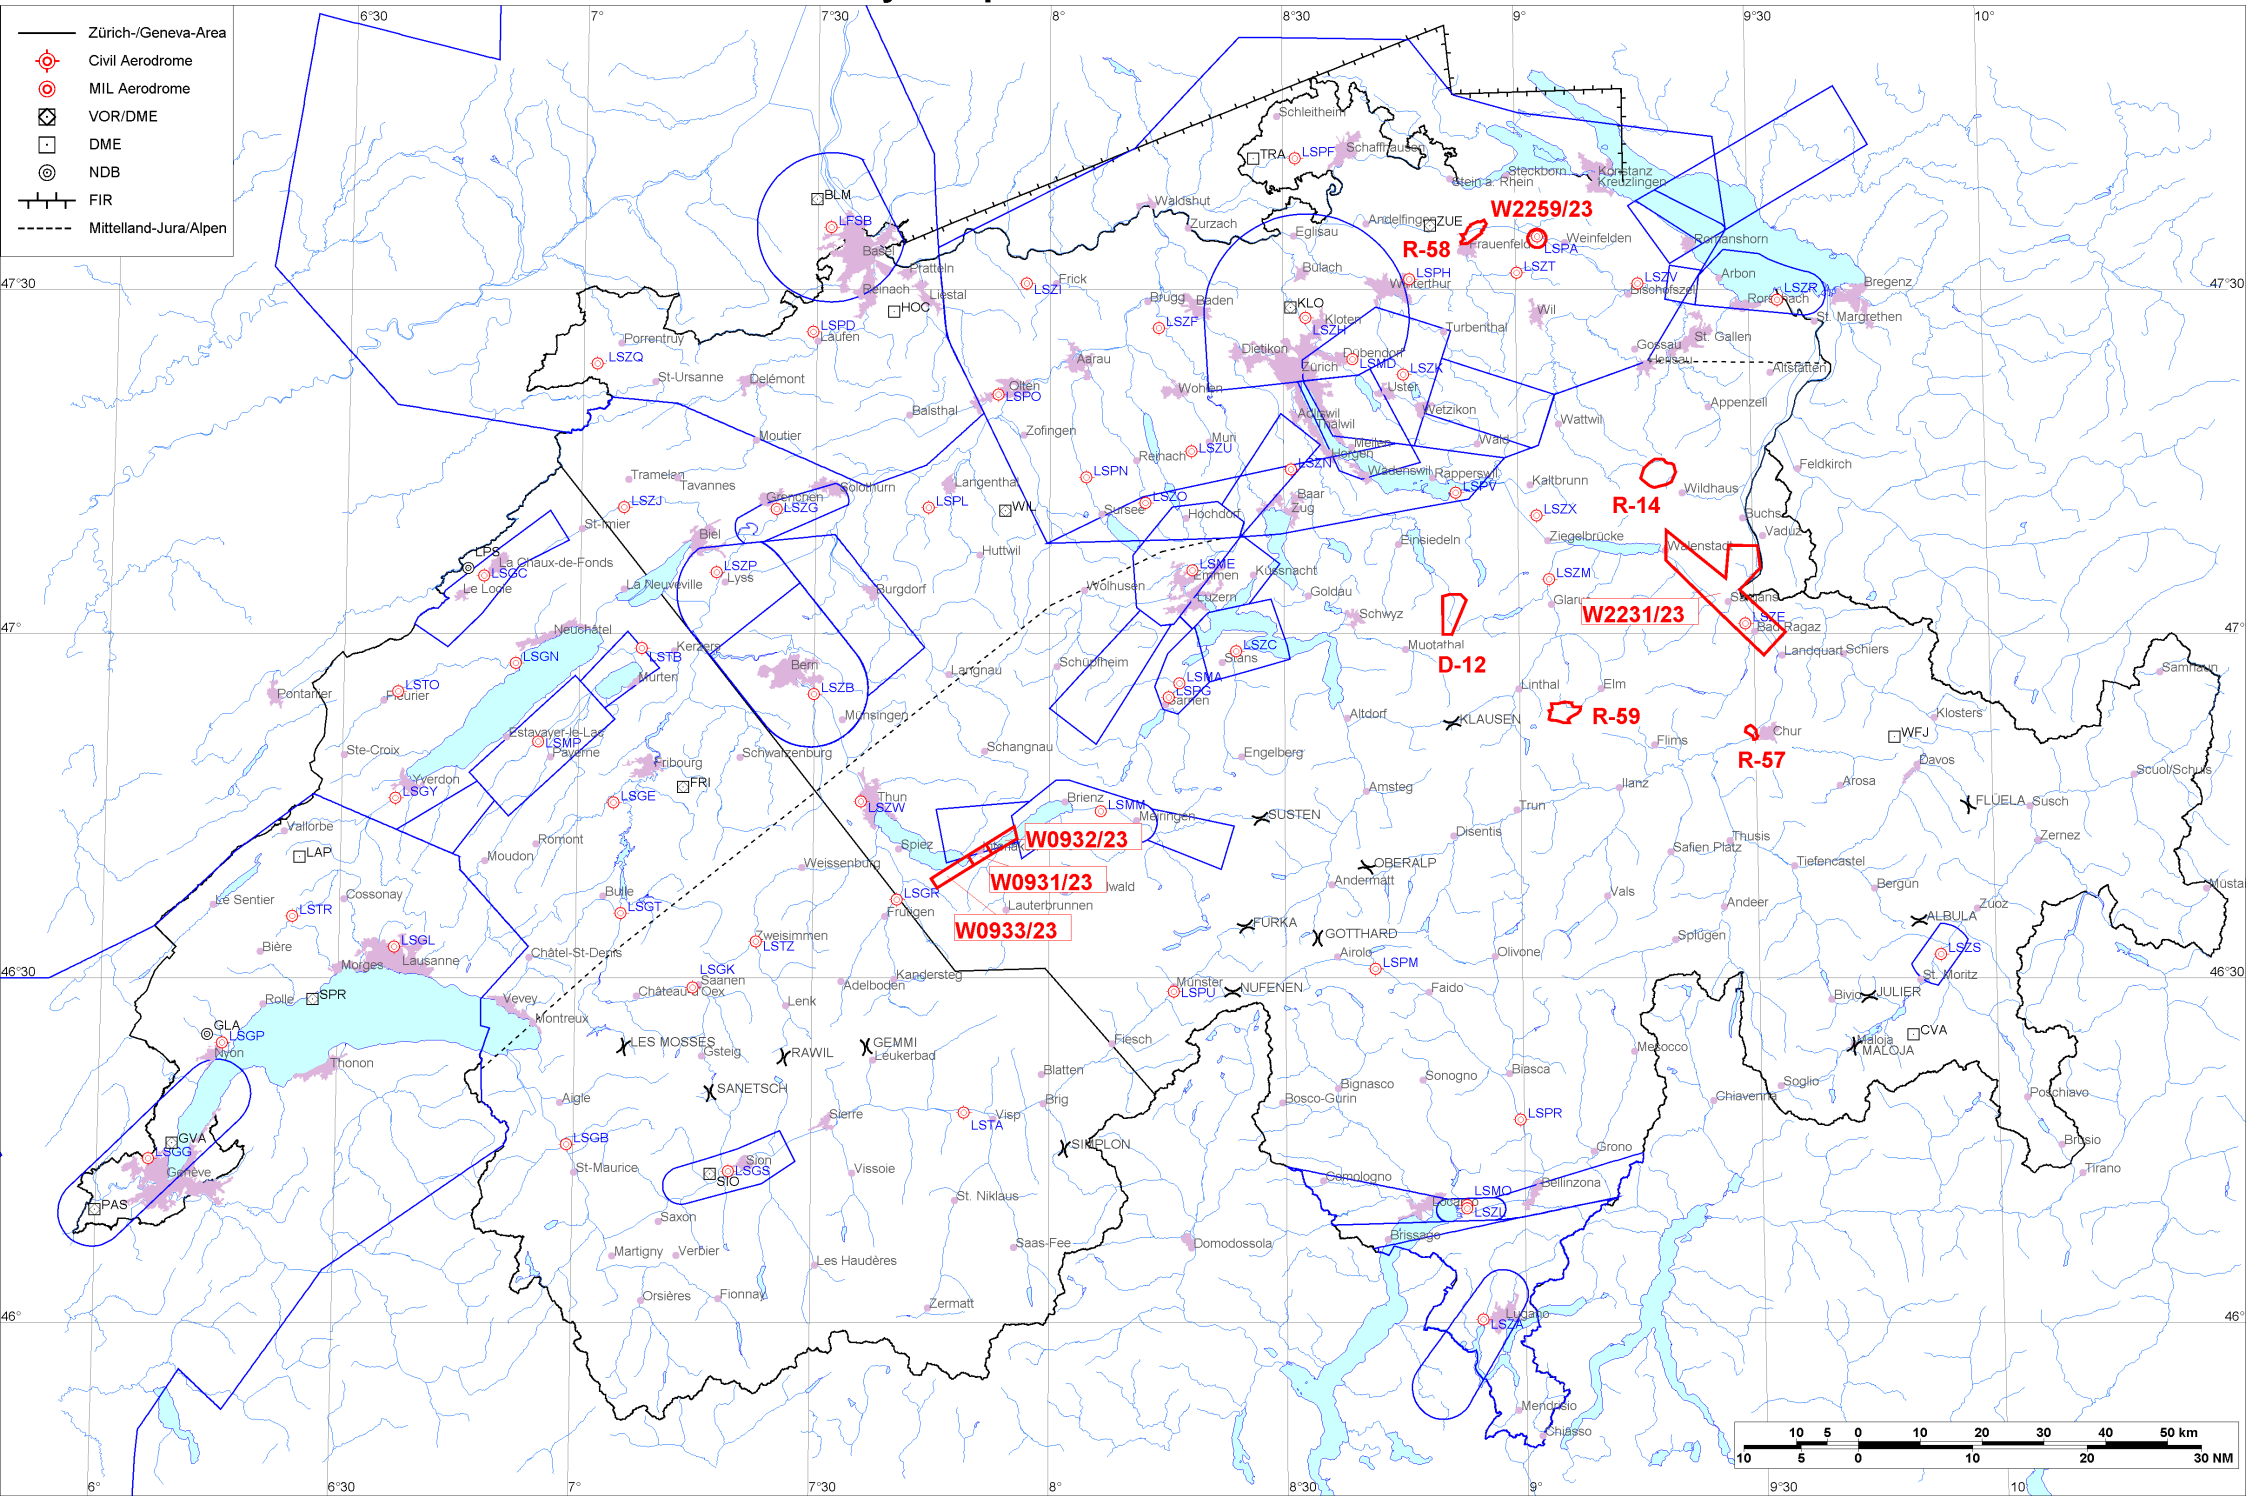 6°30
7°
7°30
8°
8°30
9°
9°30
10°
Zürich-/Geneva-Area
Civil Aerodrome
MIL Aerodrome
VOR/DME
DME
NDB
FIR
Mittelland-Jura/Alpen
Schleitheim
TRA
LSPF
Schaffhausen
Steckborn
Konstanz
Stein a. Rhein
Kreuzlingen
BLM
Waldshut
W2259/23
LFSB
Zurzach
Andelfingen
ZUE
Eglisau
R-58
Frauenfeld
LSPA
Weinfelden
Romanshorn
Basel
Pratteln
Bülach
LSPH
LSZT
LSZV
Arbon
47°30
Reinach
Liestal
LSZI
Frick
Winterthur
Bischofszell
LSZR
Bregenz
47°30
HOC
Brugg
Baden
KLO
Rorschach
Kloten
Wil
St. Margrethen
LSPD
Laufen
LSZF
LSZH
Turbenthal
St. Gallen
Porrentruy
Aarau
Dietikon
Dübendorf
Gossau
LSZQ
LSMD
Zürich
Herisau
Altstätten
St-Ursanne
Delémont
Olten
LSPO
Wohlen
LSZK
Uster
Balsthal
Adliswil
Wetzikon
Appenzell
Thalwil
Wattwil
Moutier
Zofingen
Muri
LSZU
Meilen
Wald
Horgen
Reinach
LSZN
Feldkirch
Tramelan
Tavannes
LSPN
Wädenswil
Rapperswil
Kaltbrunn
LSPV
Wildhaus
R-14
Solothurn
Grenchen
Langenthal
LSZJ
LSZG
LSPL
WIL
LSZO
Baar
Zug
Sursee
Hochdorf
LSZX
Buchs
St-Imier
Vaduz
Biel
Ziegelbrücke
Einsiedeln
Walenstadt
LPS
La Chaux-de-Fonds
LSGC
Huttwil
LSZP
Lyss
LSME
Emmen
Küssnacht
LSZM
Le Locle
La Neuveville
Burgdorf
Wolhusen
Luzern
Goldau
Glarus
W2231/23
Sargans
Schwyz
LSZE
Bad Ragaz
47°
47°
Neuchâtel
Kerzers
Muotathal
D-12
LSTB
LSGN
LSZC
Stans
Landquart
Schiers
Murten
Bern
Langnau
Schüpfheim
Samnaun
LSTO
Fleurier
LSZB
LSMA
LSPG
Sarnen
Linthal
Elm
Pontarlier
Münsingen
Altdorf
KLAUSEN
R-59
Klosters
Estavayer-le-Lac
LSMP
Payerne
Ste-Croix
Schwarzenburg
Schangnau
Engelberg
Flims
Chur
WFJ
R-57
Davos
Fribourg
Yverdon
LSGY
FRI
Scuol/Schuls
LSGE
Thun
LSZW
Brienz
LSMM
Meiringen
Amsteg
Ilanz
Arosa
FLÜELA
Susch
Trun
SUSTEN
Vallorbe
LAP
Moudon
Romont
W0932/23
Disentis
Thusis
Zernez
Spiez
Weissenburg
Safien Platz
Tiefencastel
OBERALP
W0931/23
Andermatt
Vals
Bergün
Müstair
Le Sentier
Cossonay
Bulle
LSGR
Lauterbrunnen
LSTR
LSGT
Frutigen
Andeer
Zuoz
W0933/23
FURKA
ALBULA
Zweisimmen
LSTZ
GOTTHARD
Splügen
Bière
LSGL
Lausanne
Châtel-St-Denis
Airolo
Olivone
LSZS
Morges
LSPM
46°30
46°30
LSGK
Saanen
Kandersteg
Adelboden
Münster
LSPU
NUFENEN
Faido
St. Moritz
SPR
Rolle
Vevey
Château-d'Oex
Lenk
Bivio
JULIER
Montreux
GLA
LSGP
Nyon
LES MOSSES
Gsteig
RAWIL
GEMMI
Leukerbad
Fiesch
Mesocco
CVA
Maloja
MALOJA
Thonon
Blatten
Bignasco
Sonogno
Biasca
Soglio
SANETSCH
Chiavenna
Poschiavo
Aigle
Brig
Bosco-Gurin
Sierre
LSTA
Visp
LSPR
GVA
LSGB
SIMPLON
Brusio
LSGG
Genève
St-Maurice
Sion
LSGS
SIO
Vissoie
Grono
Tirano
Comologno
Bellinzona
LSMO
PAS
St. Niklaus
Locarno
LSZL
Saxon
Martigny
Verbier
Saas-Fee
Domodossola
Brissago
Les Haudères
Orsières
Fionnay
Zermatt
46°
46°
Lugano
LSZA
Mendrisio
Chiasso
10 5 0 10 20 30 40 50 km
10 5 0 10 20 30 NM
6°
6°30
7°
7°30
8°
8°30
9°
9°30
10